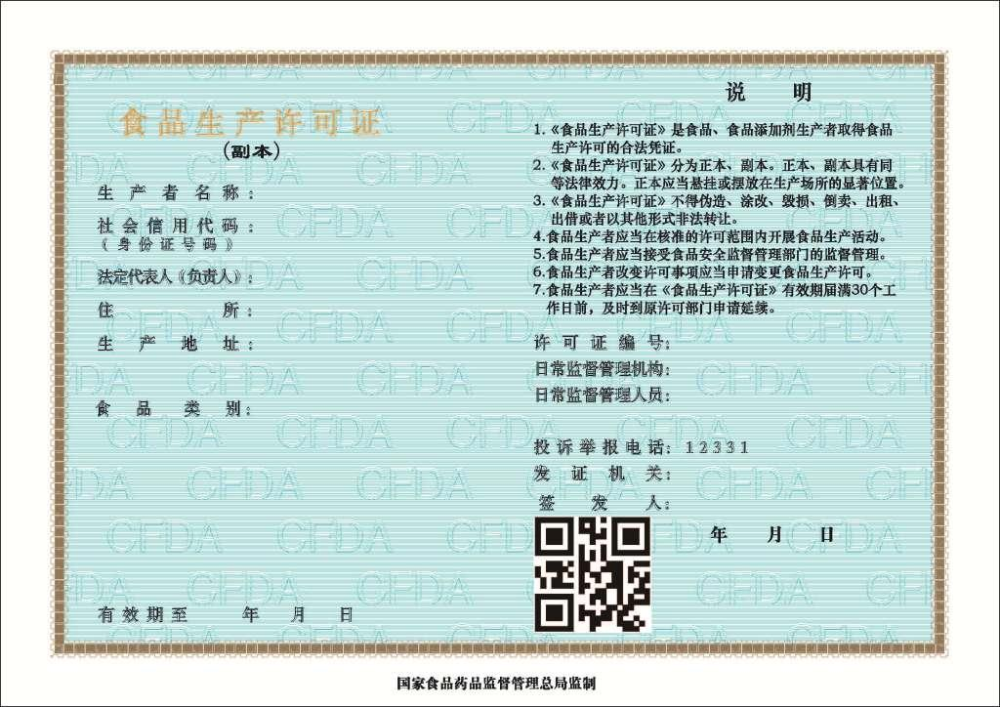 食品生产许可证
(副本)
生产者名称：
社会信用代码：
（身份证号码）
法定代表人（负责人）：
住所：
生产地址：
食品类别：
有效期至 年 月 日
说明
1.《食品生产许可证》是食品、食品添加剂生产者取得食品
生产许可的合法凭证。
2.《食品生产许可证》分为正本、副本。正本、副本具有同
等法律效力。正本应当悬挂或摆放在生产场所的显著位置。
3.《食品生产许可证》不得伪造、涂改、毁损、倒卖、出租、
出借或者以其他形式非法转让。
4.食品生产者应当在核准的许可范围内开展食品生产活动。
5.食品生产者应当接受食品安全监督管理部门的监督管理。
6.食品生产者改变许可事项应当申请变更食品生产许可。
7.食品生产者应当在《食品生产许可证》有效期届满30个工
作日前，及时到原许可部门申请延续。
许可证编号：
日常监督管理机构：
日常监督管理人员：
投诉举报电话：12331
发证机关：
签发人：
年 月 日
国家食品药品监督管理总局监制
CFDA